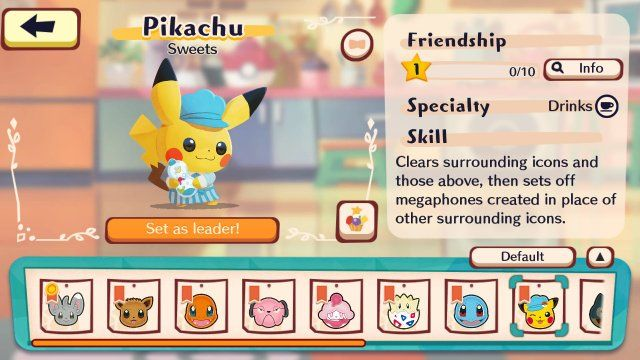 Pikachu
Sweets
Friendship
1
0/10
Info
Specialty
Drinks
Skill
Clears surrounding icons and
those above, then sets off
megaphones created in place of
other surrounding icons.
Set as leader!
Default